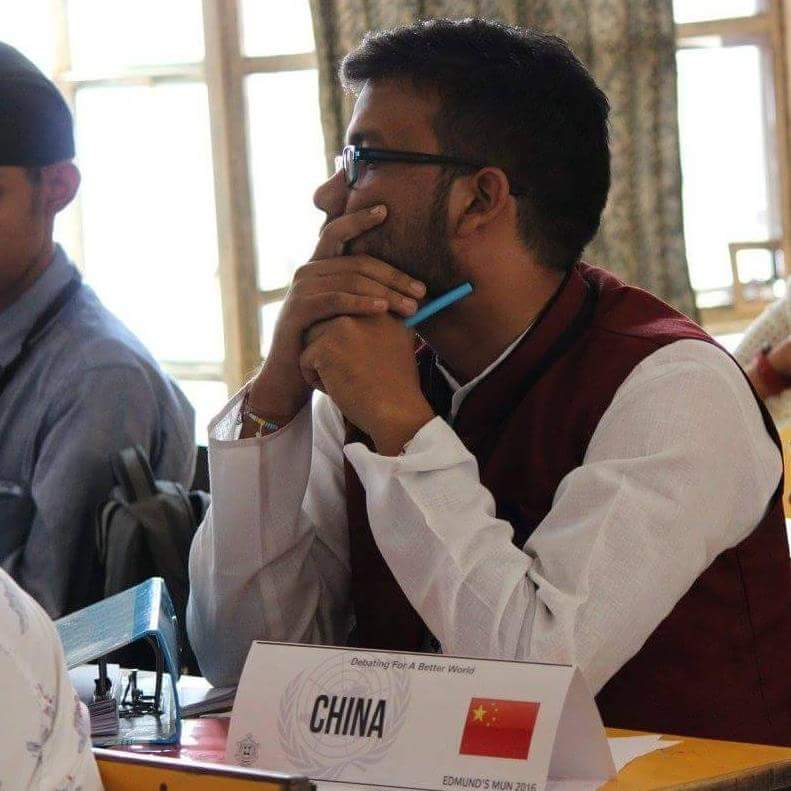 Debating For A Better World
CHINA
EDMUND'S MUN 2016